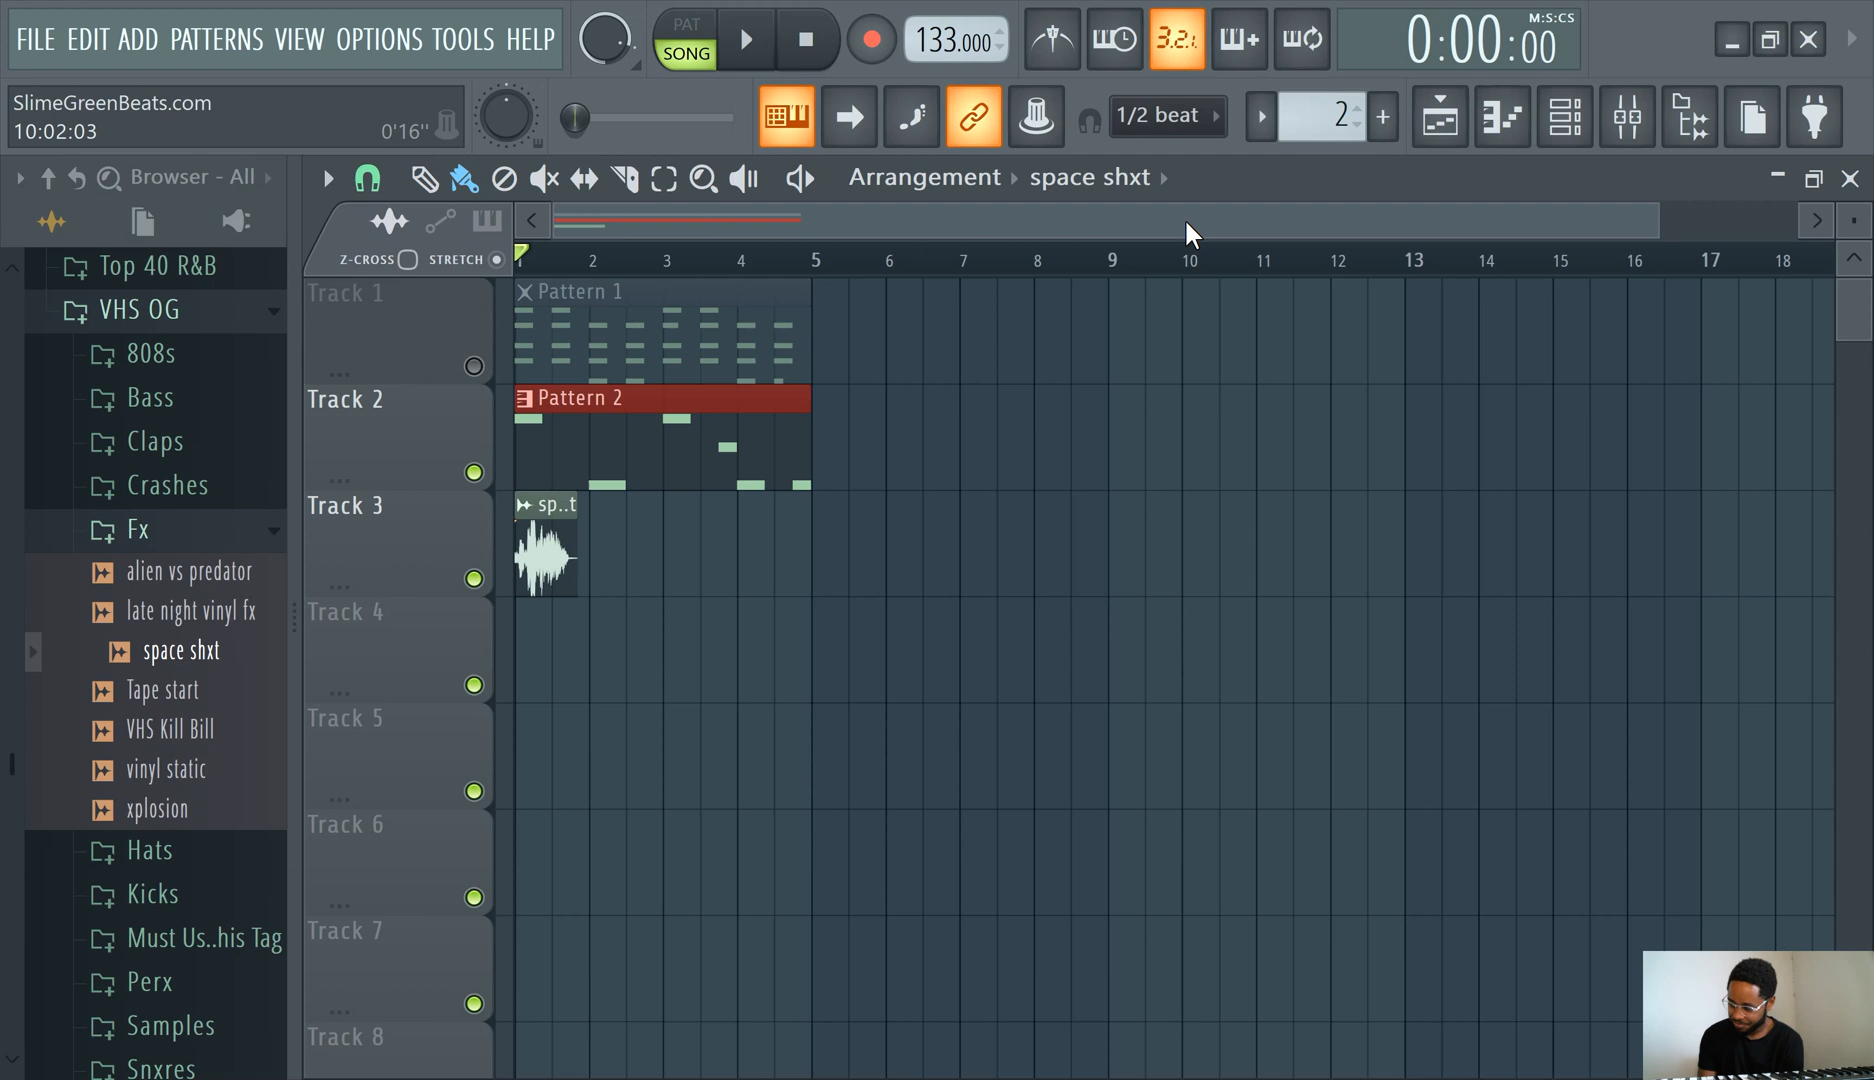 FILE EDIT ADD PATTERNS VIEW OPTIONS TOOLS HELP
PAT
SONG
133.000
3.2.1
M:S:CS
0:00:00
SlimeGreenBeats.com
10:02:03
0'16"
1/2 beat
2
Browser - All
Arrangement
space shxt
Z-CROSS
STRETCH
1 2 3 4 5 6 7 8 9 10 11 12 13 14 15 16 17 18
Top 40 R&B
VHS OG
808s
Bass
Claps
Crashes
Fx
alien vs predator
late night vinyl fx
space shxt
Tape start
VHS Kill Bill
vinyl static
xplosion
Hats
Kicks
Must Us..his Tag
Perx
Samples
Snxres
Track 1
Pattern 1
Track 2
Pattern 2
Track 3
sp..t
Track 4
Track 5
Track 6
Track 7
Track 8